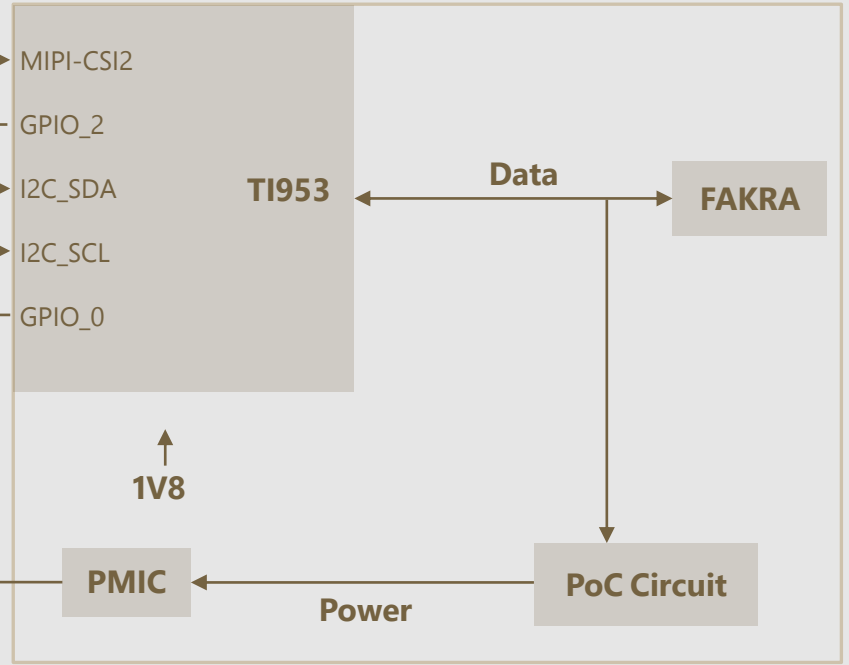 MIPI-CSI2
GPIO_2
I2C_SDA
I2C_SCL
GPIO_0
TI953
Data
FAKRA
1V8
PMIC
Power
PoC Circuit